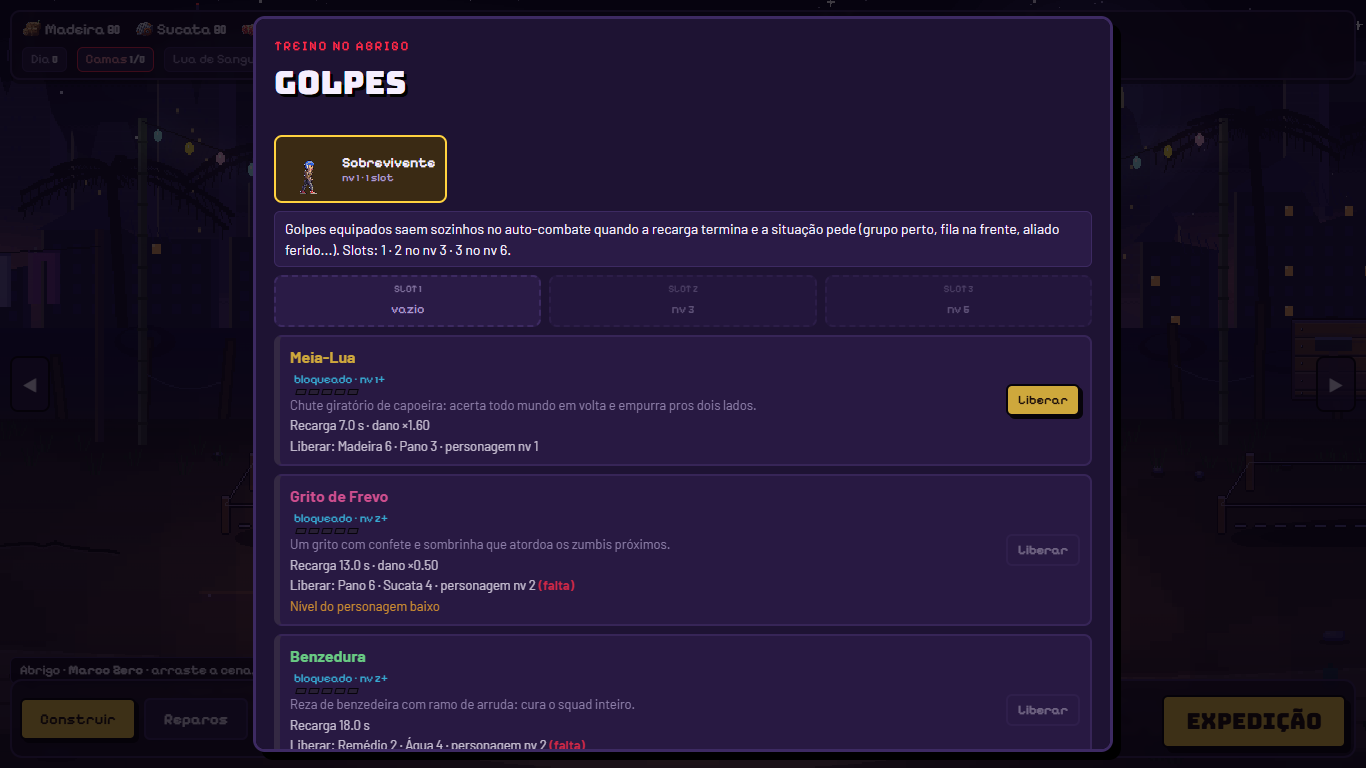 Madeira 80
Sucata 80
Dia 0
Camas 1/0
Lua de Sangu
TREINO NO ABRIGO
GOLPES
Sobrevivente
nv 1 · 1 slot
Golpes equipados saem sozinhos no auto-combate quando a recarga termina e a situação pede (grupo perto, fila na frente, aliado
ferido...). Slots: 1 · 2 no nv 3 · 3 no nv 6.
SLOT 1
vazio
SLOT 2
nv 3
SLOT 3
nv 6
Meia-Lua
bloqueado · nv 1+
Chute giratório de capoeira: acerta todo mundo em volta e empurra pros dois lados.
Recarga 7.0 s · dano ×1.60
Liberar: Madeira 6 · Pano 3 · personagem nv 1
Liberar
Grito de Frevo
bloqueado · nv 2+
Um grito com confete e sombrinha que atordoa os zumbis próximos.
Recarga 13.0 s · dano ×0.50
Liberar: Pano 6 · Sucata 4 · personagem nv 2 (falta)
Nível do personagem baixo
Liberar
Benzedura
bloqueado · nv 2+
Reza de benzedeira com ramo de arruda: cura o squad inteiro.
Recarga 18.0 s
Liberar: Remédio 2 · Água 4 · personagem nv 2 (falta)
Liberar
Abrigo · Marco Zero · arraste a cena,
Construir
Reparos
EXPEDIÇÃO